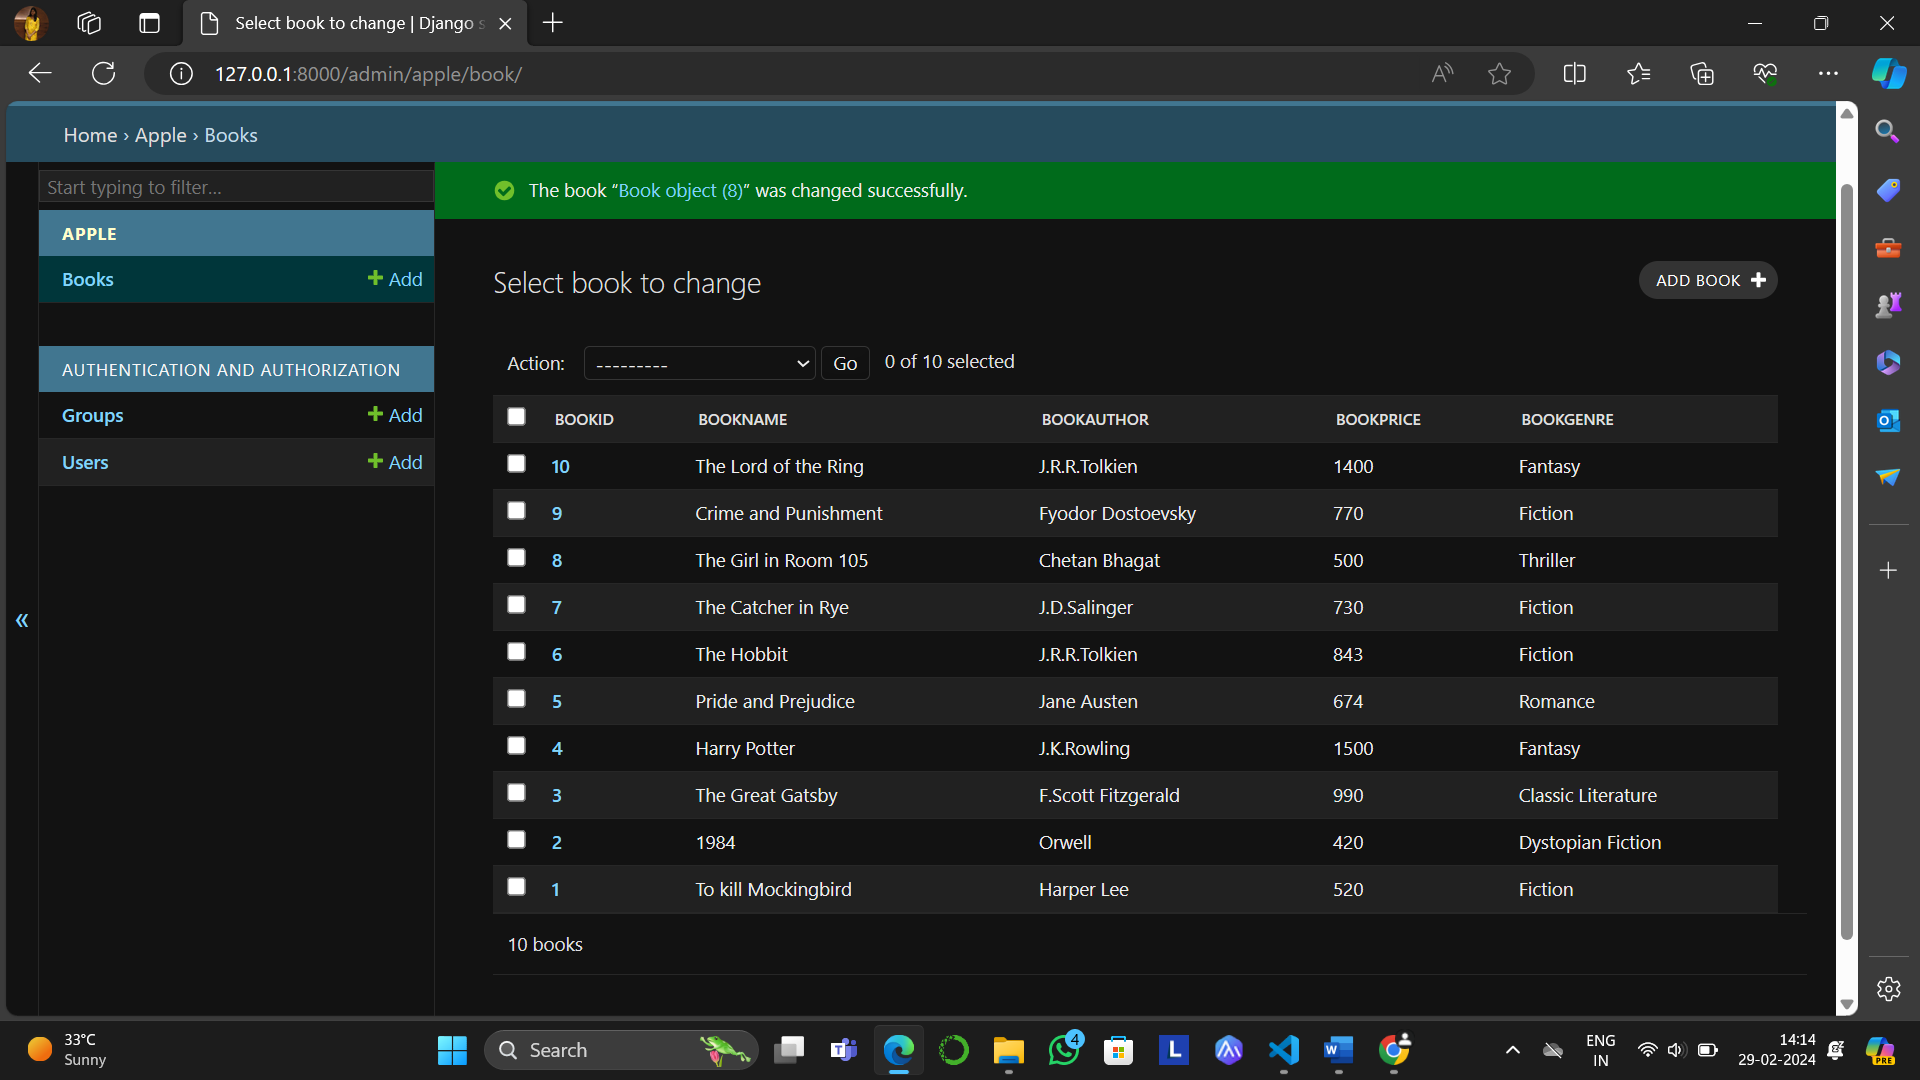 Select book to change | Django s
127.0.0.1:8000/admin/apple/book/
Home › Apple › Books
Start typing to filter...
The book “Book object (8)” was changed successfully.
APPLE
Books + Add
Select book to change
ADD BOOK +
AUTHENTICATION AND AUTHORIZATION
Groups + Add
Users + Add
Action: --------- Go 0 of 10 selected
BOOKID BOOKNAME BOOKAUTHOR BOOKPRICE BOOKGENRE
10 The Lord of the Ring J.R.R.Tolkien 1400 Fantasy
9 Crime and Punishment Fyodor Dostoevsky 770 Fiction
8 The Girl in Room 105 Chetan Bhagat 500 Thriller
7 The Catcher in Rye J.D.Salinger 730 Fiction
6 The Hobbit J.R.R.Tolkien 843 Fiction
5 Pride and Prejudice Jane Austen 674 Romance
4 Harry Potter J.K.Rowling 1500 Fantasy
3 The Great Gatsby F.Scott Fitzgerald 990 Classic Literature
2 1984 Orwell 420 Dystopian Fiction
1 To kill Mockingbird Harper Lee 520 Fiction
10 books
33°C
Sunny
Search
4
L
W
ENG
IN
14:14
29-02-2024
PRE